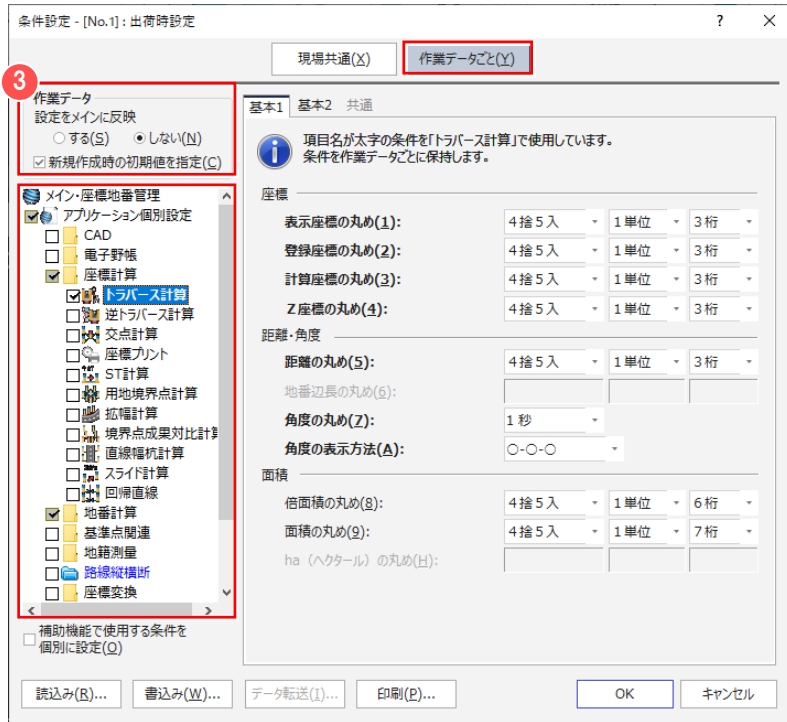 条件設定 - [No.1] : 出荷時設定
? ×
現場共通(X) 作業データごと(Y)
3
作業データ
設定をメインに反映
する(S) しない(N)
新規作成時の初期値を指定(C)
メイン・座標地番管理
アプリケーション個別設定
CAD
電子野帳
座標計算
トラバース計算
逆トラバース計算
交点計算
座標プリント
ST計算
用地境界点計算
拡幅計算
境界点成果対比計算
直線幅杭計算
スライド計算
回帰直線
地番計算
基準点関連
地籍測量
路線縦横断
座標変換
補助機能で使用する条件を
個別に設定(O)
基本1 基本2 共通
項目名が太字の条件を「トラバース計算」で使用しています。
条件を作業データごとに保持します。
座標
表示座標の丸め(1): 4捨5入 1単位 3桁
登録座標の丸め(2): 4捨5入 1単位 3桁
計算座標の丸め(3): 4捨5入 1単位 3桁
Z座標の丸め(4): 4捨5入 1単位 3桁
距離・角度
距離の丸め(5): 4捨5入 1単位 3桁
地番辺長の丸め(6):
角度の丸め(7): 1秒
角度の表示方法(A): ○-○-○
面積
倍面積の丸め(8): 4捨5入 1単位 6桁
面積の丸め(9): 4捨5入 1単位 7桁
ha（ヘクタール）の丸め(H):
読込み(R)... 書込み(W)... データ転送(I)... 印刷(P)... OK キャンセル